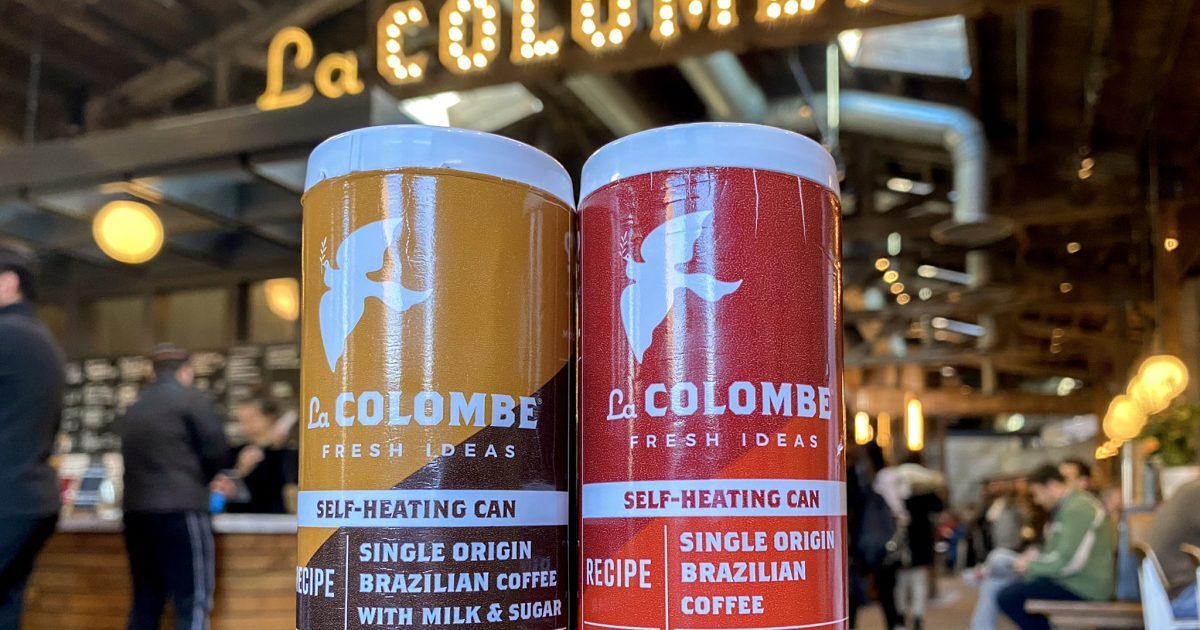 La COLOMBE
La COLOMBE®
FRESH IDEAS
SELF-HEATING CAN
RECIPE
SINGLE ORIGIN
BRAZILIAN COFFEE
WITH MILK & SUGAR
La COLOMBE
FRESH IDEAS
SELF-HEATING CAN
RECIPE
SINGLE ORIGIN
BRAZILIAN
COFFEE